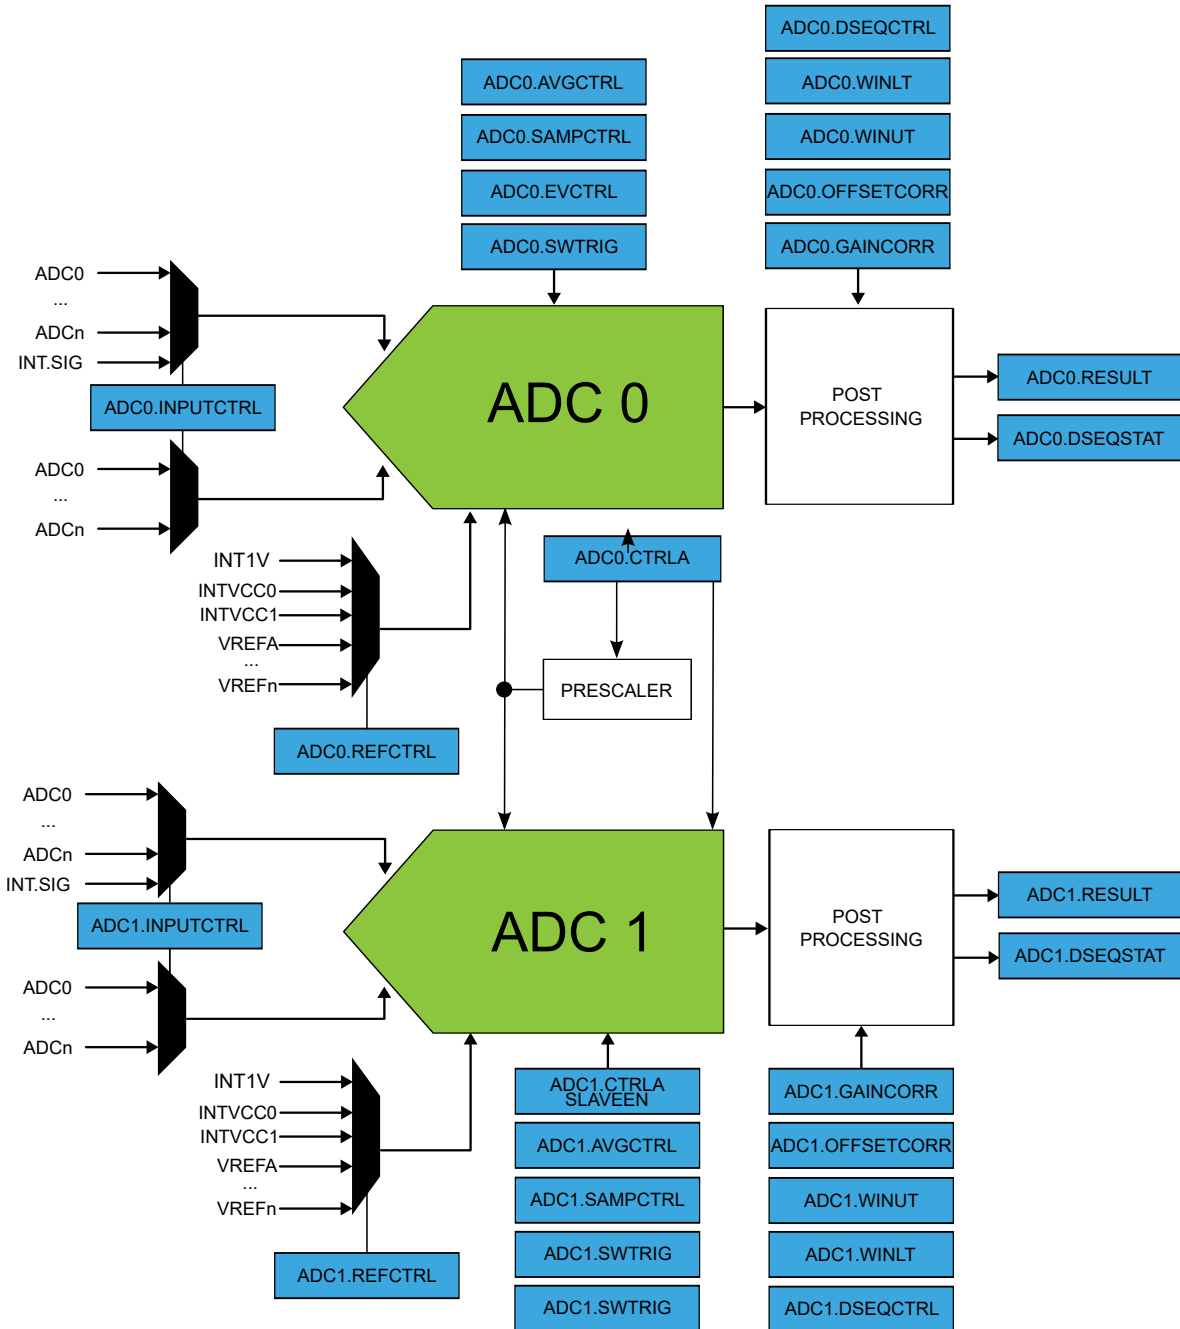 ADC0.DSEQCTRL
ADC0.AVGCTRL
ADC0.WINLT
ADC0.SAMPCTRL
ADC0.WINUT
ADC0.EVCTRL
ADC0.OFFSETCORR
ADC0.SWTRIG
ADC0.GAINCORR
ADC0
...
ADCn
INT.SIG
ADC0.INPUTCTRL
ADC0
...
ADCn
ADC 0
POST
PROCESSING
ADC0.RESULT
ADC0.DSEQSTAT
INT1V
INTVCC0
INTVCC1
VREFA
...
VREFn
ADC0.CTRLA
PRESCALER
ADC0.REFCTRL
ADC0
...
ADCn
INT.SIG
ADC1.INPUTCTRL
ADC0
...
ADCn
ADC 1
POST
PROCESSING
ADC1.RESULT
ADC1.DSEQSTAT
INT1V
INTVCC0
INTVCC1
VREFA
...
VREFn
ADC1.REFCTRL
ADC1.CTRLA
SLAVEEN
ADC1.AVGCTRL
ADC1.SAMPCTRL
ADC1.SWTRIG
ADC1.SWTRIG
ADC1.GAINCORR
ADC1.OFFSETCORR
ADC1.WINUT
ADC1.WINLT
ADC1.DSEQCTRL